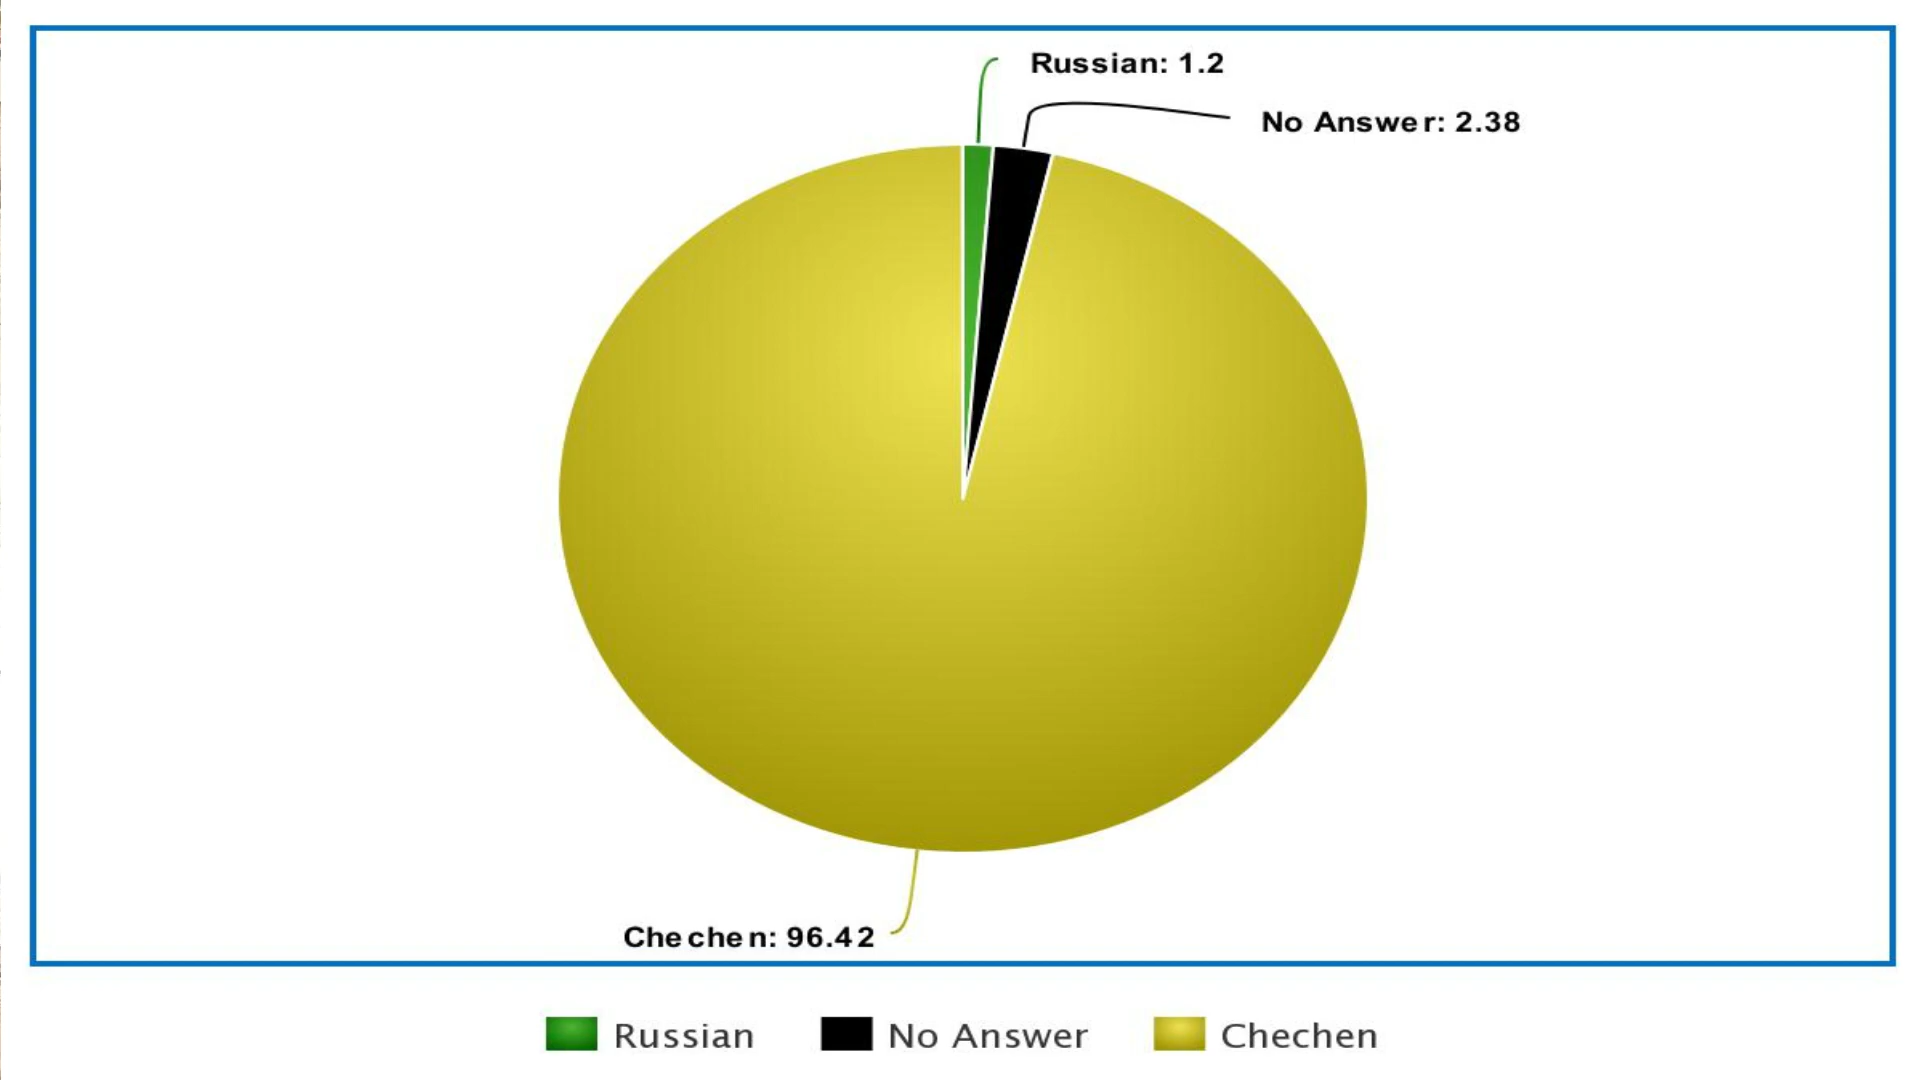 Russian: 1.2
No Answer: 2.38
Chechen: 96.42
Russian No Answer Chechen